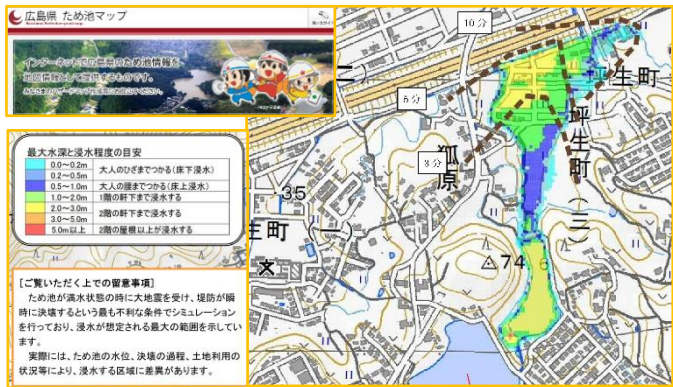 広島県 ため池マップ
インターネットで広島県のため池情報を
地図情報として提供するものです。
最大水深と浸水程度の目安
0.0～0.2m
0.2～0.5m
大人のひざまでつかる(床下浸水)
0.5～1.0m
大人の腰までつかる(床上浸水)
1.0～2.0m
1階の軒下まで浸水する
2.0～3.0m
3.0～5.0m
2階の軒下まで浸水する
5.0m以上
2階の屋根以上が浸水する
[ご覧いただく上での留意事項]
ため池が満水状態の時に大地震を受け、堤防が瞬
時に決壊するという最も不利な条件でシミュレーション
を行っており、浸水が想定される最大の範囲を示してい
ます。
実際には、ため池の水位、決壊の過程、土地利用の
状況等により、浸水する区域に差異があります。
10分
6分
8分
坪生町
坪生町(三)
狐原
35
生町
文
74